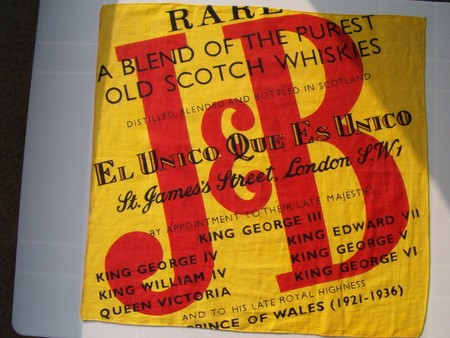 RARE
A BLEND OF THE PUREST
OLD SCOTCH WHISKIES
DISTILLED, BLENDED AND BOTTLED IN SCOTLAND
J&B
EL UNICO QUE ES UNICO
St. James's Street, London S.W.1
BY APPOINTMENT TO THEIR LATE MAJESTIES
KING GEORGE III
KING GEORGE IV KING EDWARD VII
KING WILLIAM IV KING GEORGE V
QUEEN VICTORIA KING GEORGE VI
AND TO HIS LATE ROYAL HIGHNESS
PRINCE OF WALES (1921-1936)